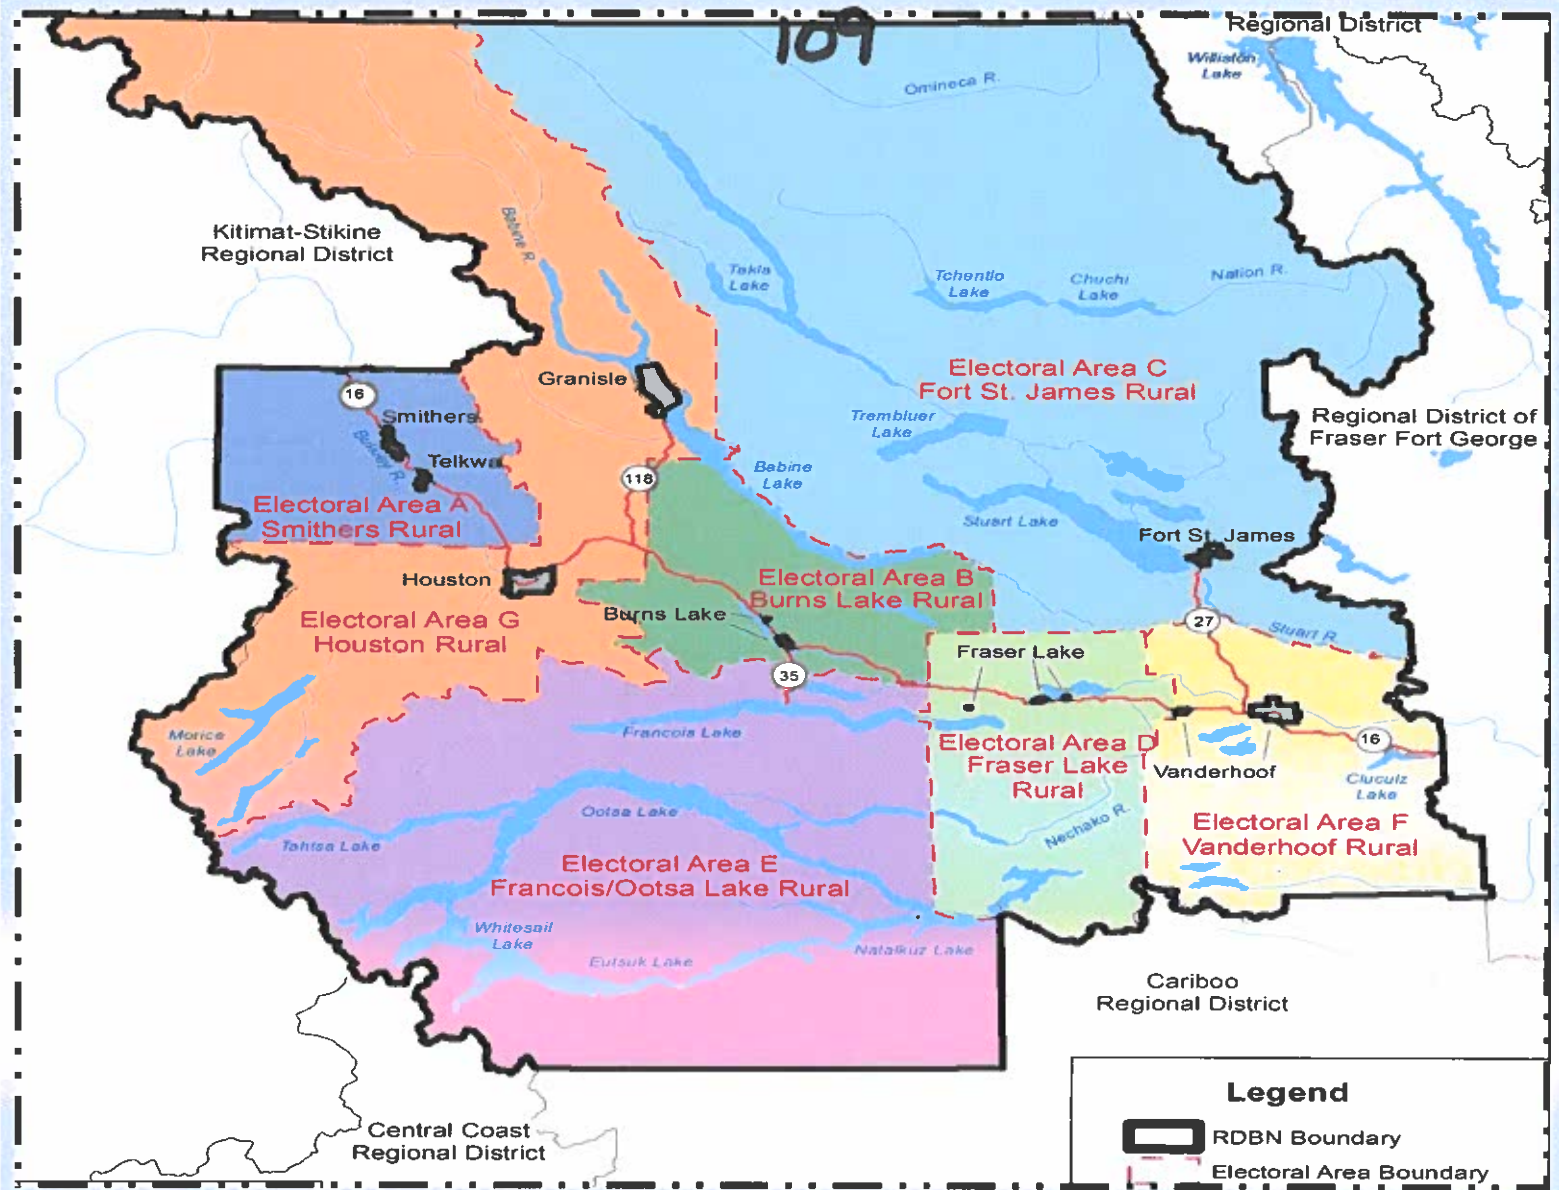 109
Regional District
Williston
Lake
Omineca R.
Kitimat-Stikine
Regional District
Babine R.
Takla
Lake
Tchentlo
Lake
Chuchi
Lake
Nation R.
Electoral Area C
Fort St. James Rural
Granisle
16
Smithers
Bulkley R.
Telkwa
Trembluer
Lake
Regional District of
Fraser Fort George
118
Babine
Lake
Electoral Area A
Smithers Rural
Stuart Lake
Fort St. James
Houston
Electoral Area B
Burns Lake Rural
Electoral Area G
Houston Rural
Burns Lake
27
Stuart R.
Fraser Lake
35
Morice
Lake
Francois Lake
Electoral Area D
Fraser Lake
Rural
16
Vanderhoof
Cluculz
Lake
Ootsa Lake
Nechako R.
Tahtsa Lake
Electoral Area F
Vanderhoof Rural
Electoral Area E
Francois/Ootsa Lake Rural
Whitesail
Lake
Natalkuz Lake
Eutsuk Lake
Cariboo
Regional District
Legend
RDBN Boundary
Electoral Area Boundary
Central Coast
Regional District